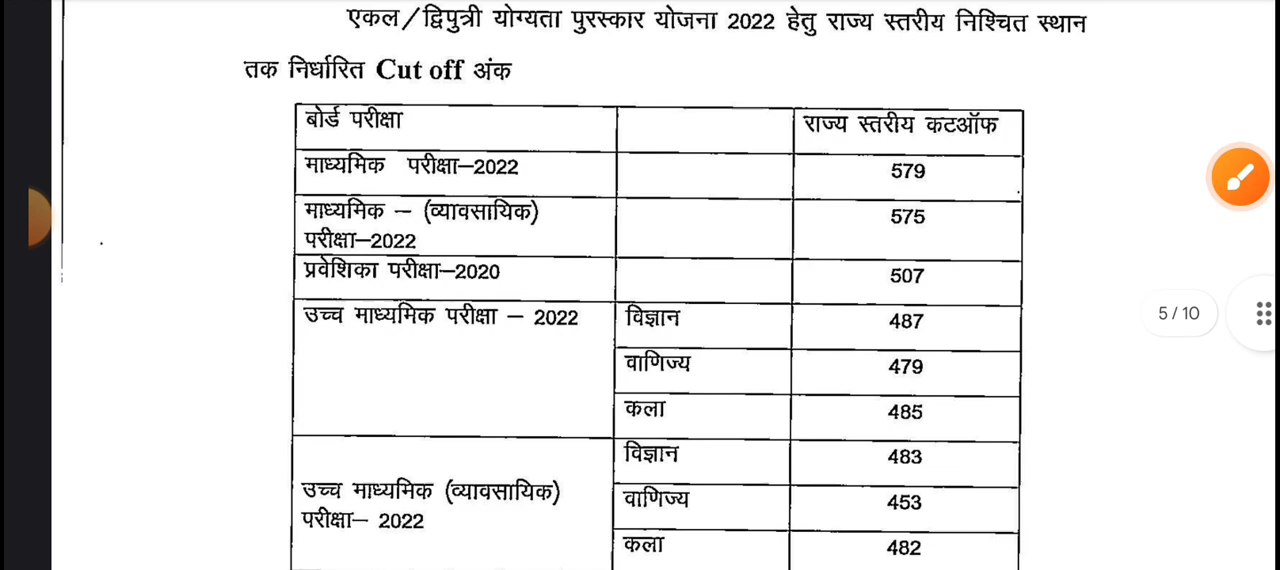 एकल/द्विपुत्री योग्यता पुरस्कार योजना 2022 हेतु राज्य स्तरीय निश्चित स्थान
तक निर्धारित Cut off अंक
बोर्ड परीक्षा राज्य स्तरीय कटऑफ
माध्यमिक परीक्षा–2022 579
माध्यमिक – (व्यावसायिक) 575
परीक्षा–2022
प्रवेशिका परीक्षा–2020 507
उच्च माध्यमिक परीक्षा – 2022 विज्ञान 487
वाणिज्य 479
कला 485
विज्ञान 483
उच्च माध्यमिक (व्यावसायिक) वाणिज्य 453
परीक्षा– 2022
कला 482
5 / 10